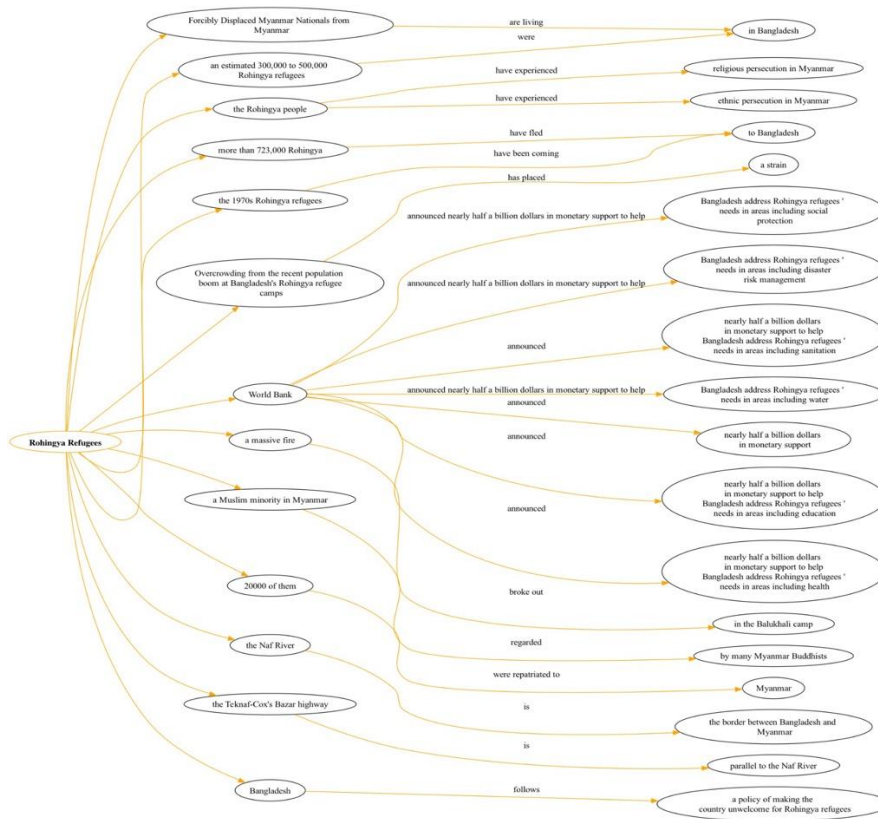 Forcibly Displaced Myanmar Nationals from
Myanmar
are living
in Bangladesh
were
an estimated 300,000 to 500,000
Rohingya refugees
have experienced
religious persecution in Myanmar
the Rohingya people
have experienced
ethnic persecution in Myanmar
more than 723,000 Rohingya
have fled
to Bangladesh
have been coming
a strain
has placed
the 1970s Rohingya refugees
announced nearly half a billion dollars in monetary support to help
Bangladesh address Rohingya refugees '
needs in areas including social
protection
Overcrowding from the recent population
boom at Bangladesh's Rohingya refugee
camps
announced nearly half a billion dollars in monetary support to help
Bangladesh address Rohingya refugees '
needs in areas including disaster
risk management
announced
nearly half a billion dollars
in monetary support to help
Bangladesh address Rohingya refugees '
needs in areas including sanitation
World Bank
announced nearly half a billion dollars in monetary support to help
Bangladesh address Rohingya refugees '
needs in areas including water
announced
nearly half a billion dollars
in monetary support
Rohingya Refugees
a massive fire
announced
nearly half a billion dollars
in monetary support to help
Bangladesh address Rohingya refugees '
needs in areas including education
a Muslim minority in Myanmar
announced
nearly half a billion dollars
in monetary support to help
Bangladesh address Rohingya refugees '
needs in areas including health
20000 of them
broke out
in the Balukhali camp
the Naf River
regarded
by many Myanmar Buddhists
were repatriated to
Myanmar
the Teknaf-Cox's Bazar highway
is
the border between Bangladesh and
Myanmar
is
parallel to the Naf River
Bangladesh
follows
a policy of making the
country unwelcome for Rohingya refugees